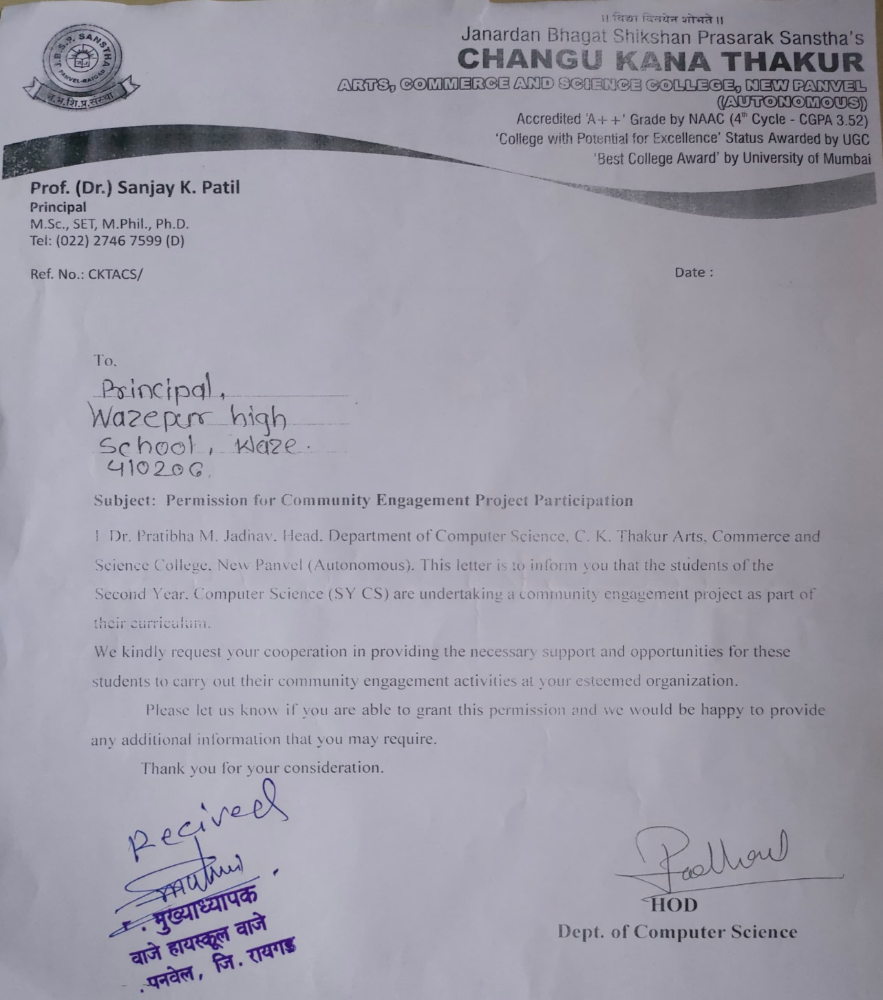 J.B.S.P. SANSTHA
PANVEL-RAIGAD
ज.भ.शि.प्र.संस्था
।। विद्या विनयेन शोभते ।।
Janardan Bhagat Shikshan Prasarak Sanstha's
CHANGU KANA THAKUR
ARTS, COMMERCE AND SCIENCE COLLEGE, NEW PANVEL
(AUTONOMOUS)
Accredited 'A++' Grade by NAAC (4th Cycle - CGPA 3.52)
'College with Potential for Excellence' Status Awarded by UGC
'Best College Award' by University of Mumbai
Prof. (Dr.) Sanjay K. Patil
Principal
M.Sc., SET, M.Phil., Ph.D.
Tel: (022) 2746 7599 (D)
Ref. No.: CKTACS/
Date :
To,
Principal,
Wazepur high
School, Waze.
410206.
Subject: Permission for Community Engagement Project Participation
I Dr. Pratibha M. Jadhav, Head, Department of Computer Science, C. K. Thakur Arts, Commerce and
Science College, New Panvel (Autonomous). This letter is to inform you that the students of the
Second Year, Computer Science (SY CS) are undertaking a community engagement project as part of
their curriculum.
We kindly request your cooperation in providing the necessary support and opportunities for these
students to carry out their community engagement activities at your esteemed organization.
Please let us know if you are able to grant this permission and we would be happy to provide
any additional information that you may require.
Thank you for your consideration.
Recived
मुख्याध्यापक
वाजे हायस्कूल वाजे
पनवेल, जि. रायगड
HOD
Dept. of Computer Science